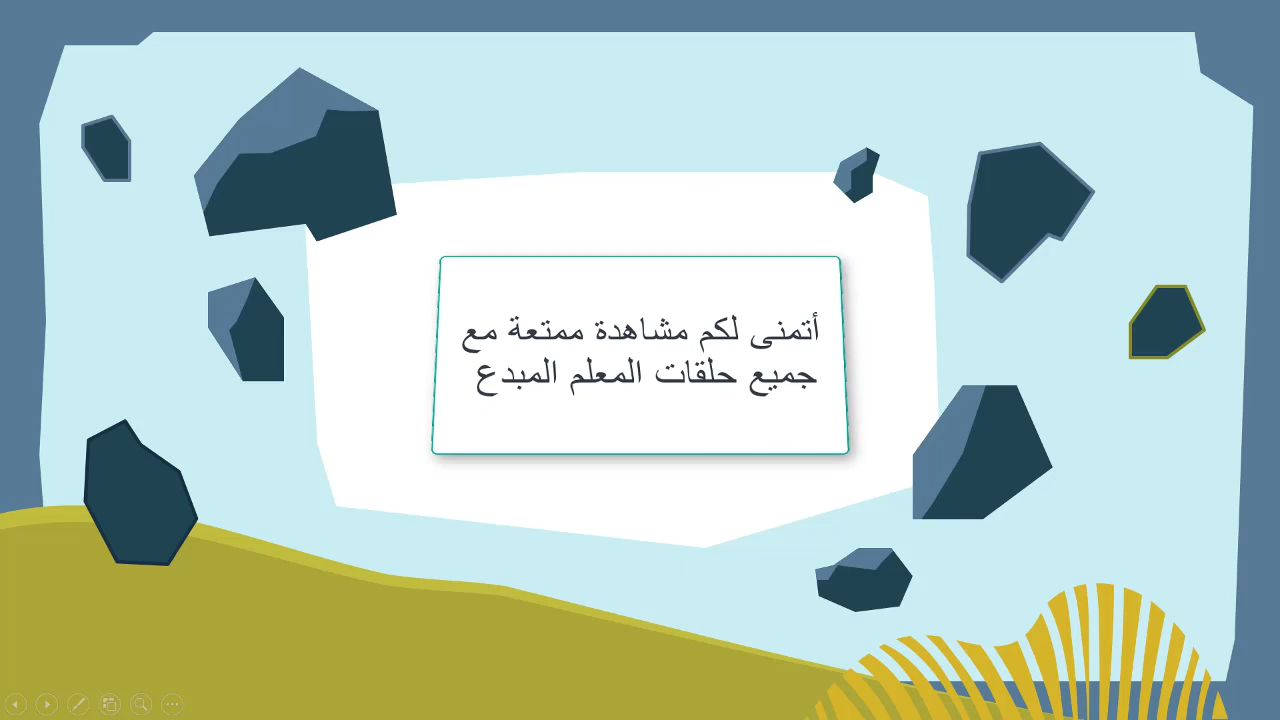 أتمنى لكم مشاهدة ممتعة مع
جميع حلقات المعلم المبدع